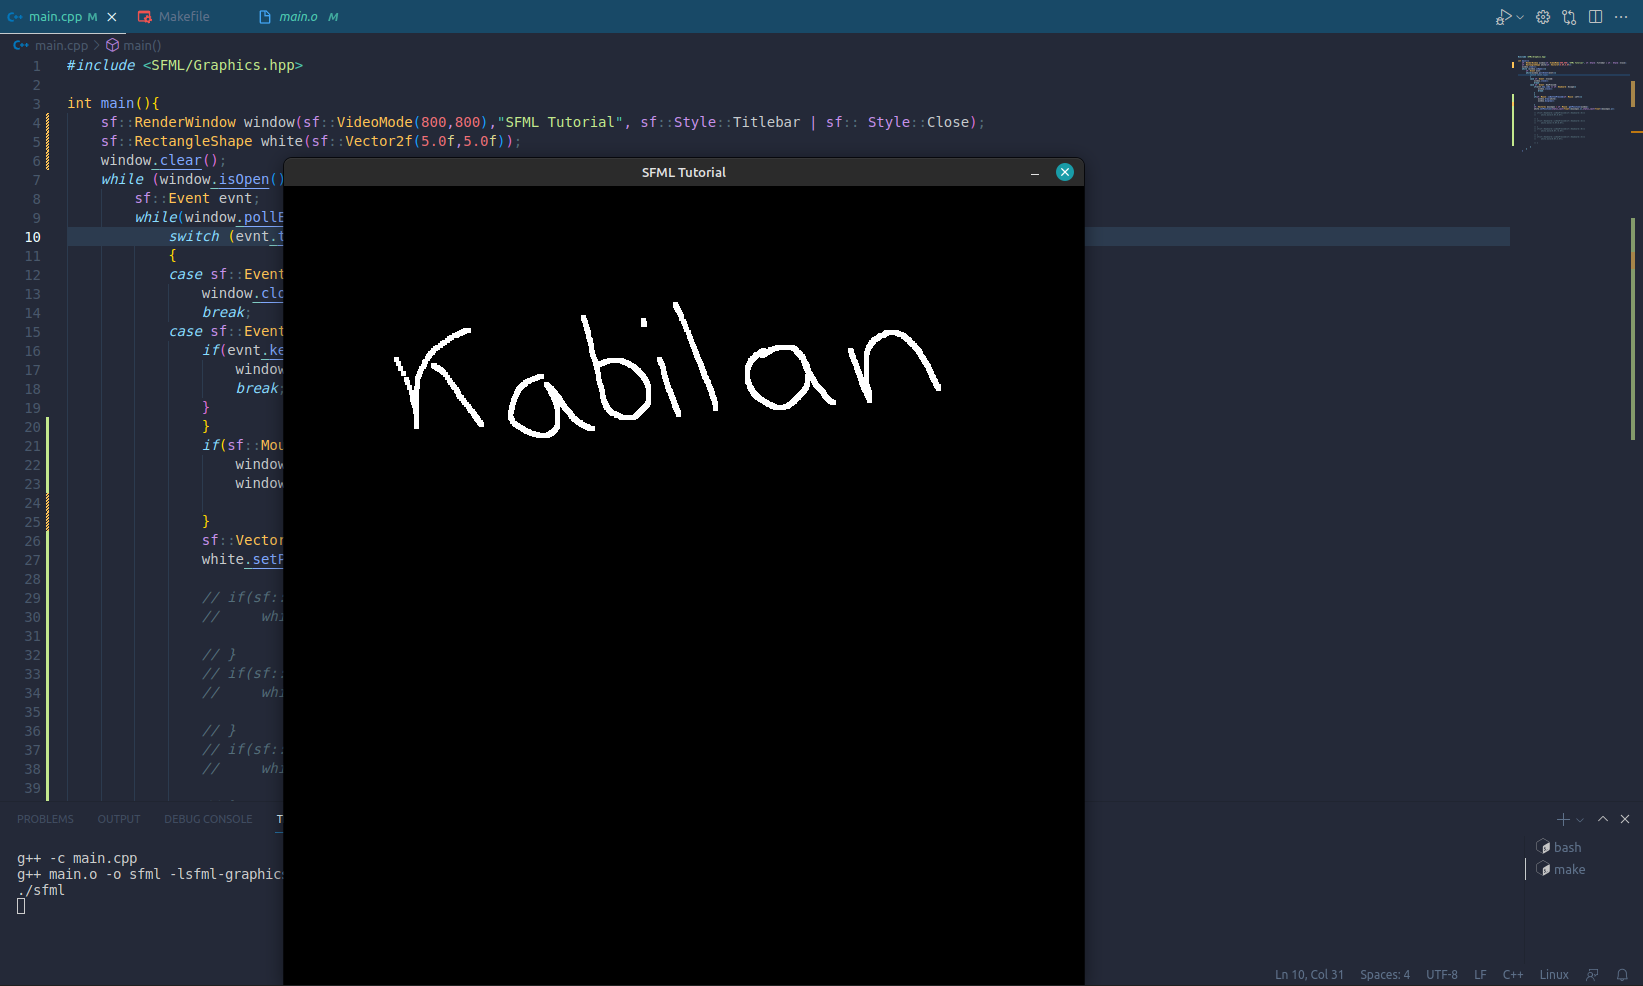 main.cpp M
Makefile
main.o M
main.cpp > main()
1 #include <SFML/Graphics.hpp>
2
3 int main(){
4 sf::RenderWindow window(sf::VideoMode(800,800),"SFML Tutorial", sf::Style::Titlebar | sf:: Style::Close);
5 sf::RectangleShape white(sf::Vector2f(5.0f,5.0f));
6 window.clear();
7 while (window.isOpen()
8 sf::Event evnt;
9 while(window.pollE
10 switch (evnt.t
11 {
12 case sf::Event
13 window.clo
14 break;
15 case sf::Event
16 if(evnt.ke
17 window
18 break;
19 }
20 }
21 if(sf::Mou
22 window
23 window
24
25 }
26 sf::Vector
27 white.setP
28
29 // if(sf::
30 // whi
31
32 // }
33 // if(sf::
34 // whi
35
36 // }
37 // if(sf::
38 // whi
39
SFML Tutorial
Kabilan
PROBLEMS OUTPUT DEBUG CONSOLE T
g++ -c main.cpp
g++ main.o -o sfml -lsfml-graphics
./sfml
bash
make
Ln 10, Col 31 Spaces: 4 UTF-8 LF C++ Linux